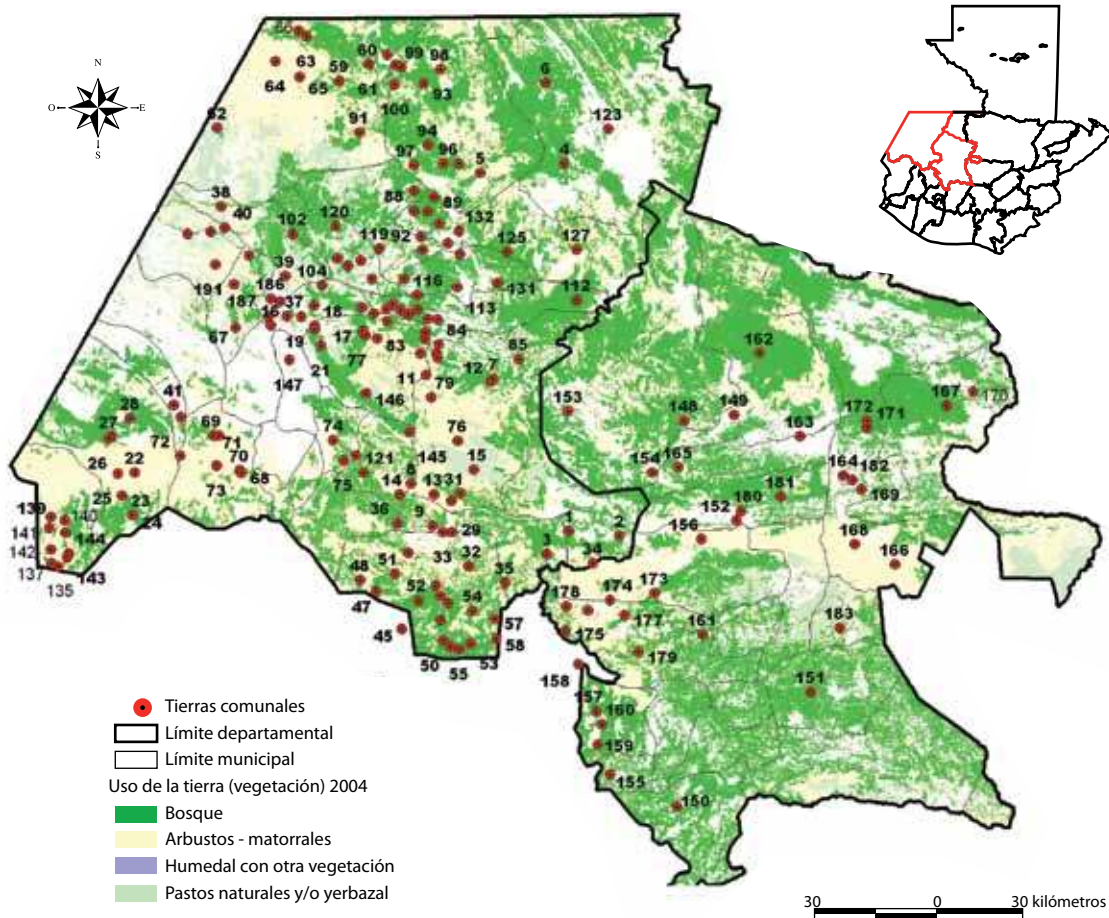 66
60 99 98
63 59 6
64 65 61 93
N
O E
S
100
62 91 123
94
97 96 5 4
38 88 89
40 102 120 132
119 92 125 127
39 104
191 186 116 131 112
187 37 113
16 18
67 17 84 162
19 83 85
77 12 7
147 21 11 79 167 170
41 146 153 149 172
28 148 171
27 69 74 76 163
72 71
26 22 70 121 145 15 154 165 164 182
73 68 75 8
25 23 14 13 31 181 169
139 140 24 36 9 152 180
141 144 29 1 2 156 168
142 51 33 32 3 34 166
137 135 143 48 52 35 174 173
47 54 178
45 57 175 177 161 183
58 179
50 55 53 158
151
157
160
159
155
150
Tierras comunales
Límite departamental
Límite municipal
Uso de la tierra (vegetación) 2004
Bosque
Arbustos - matorrales
Humedal con otra vegetación
Pastos naturales y/o yerbazal
30 0 30 kilómetros